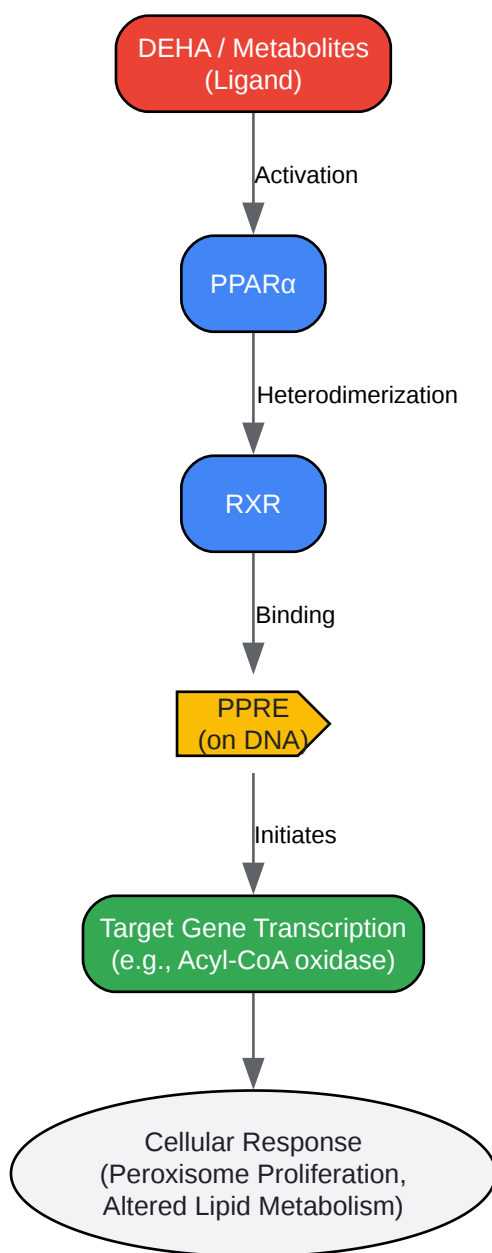 DEHA / Metabolites
(Ligand)
Activation
PPARα
Heterodimerization
RXR
Binding
PPRE
(on DNA)
Initiates
Target Gene Transcription
(e.g., Acyl-CoA oxidase)
Cellular Response
(Peroxisome Proliferation,
Altered Lipid Metabolism)